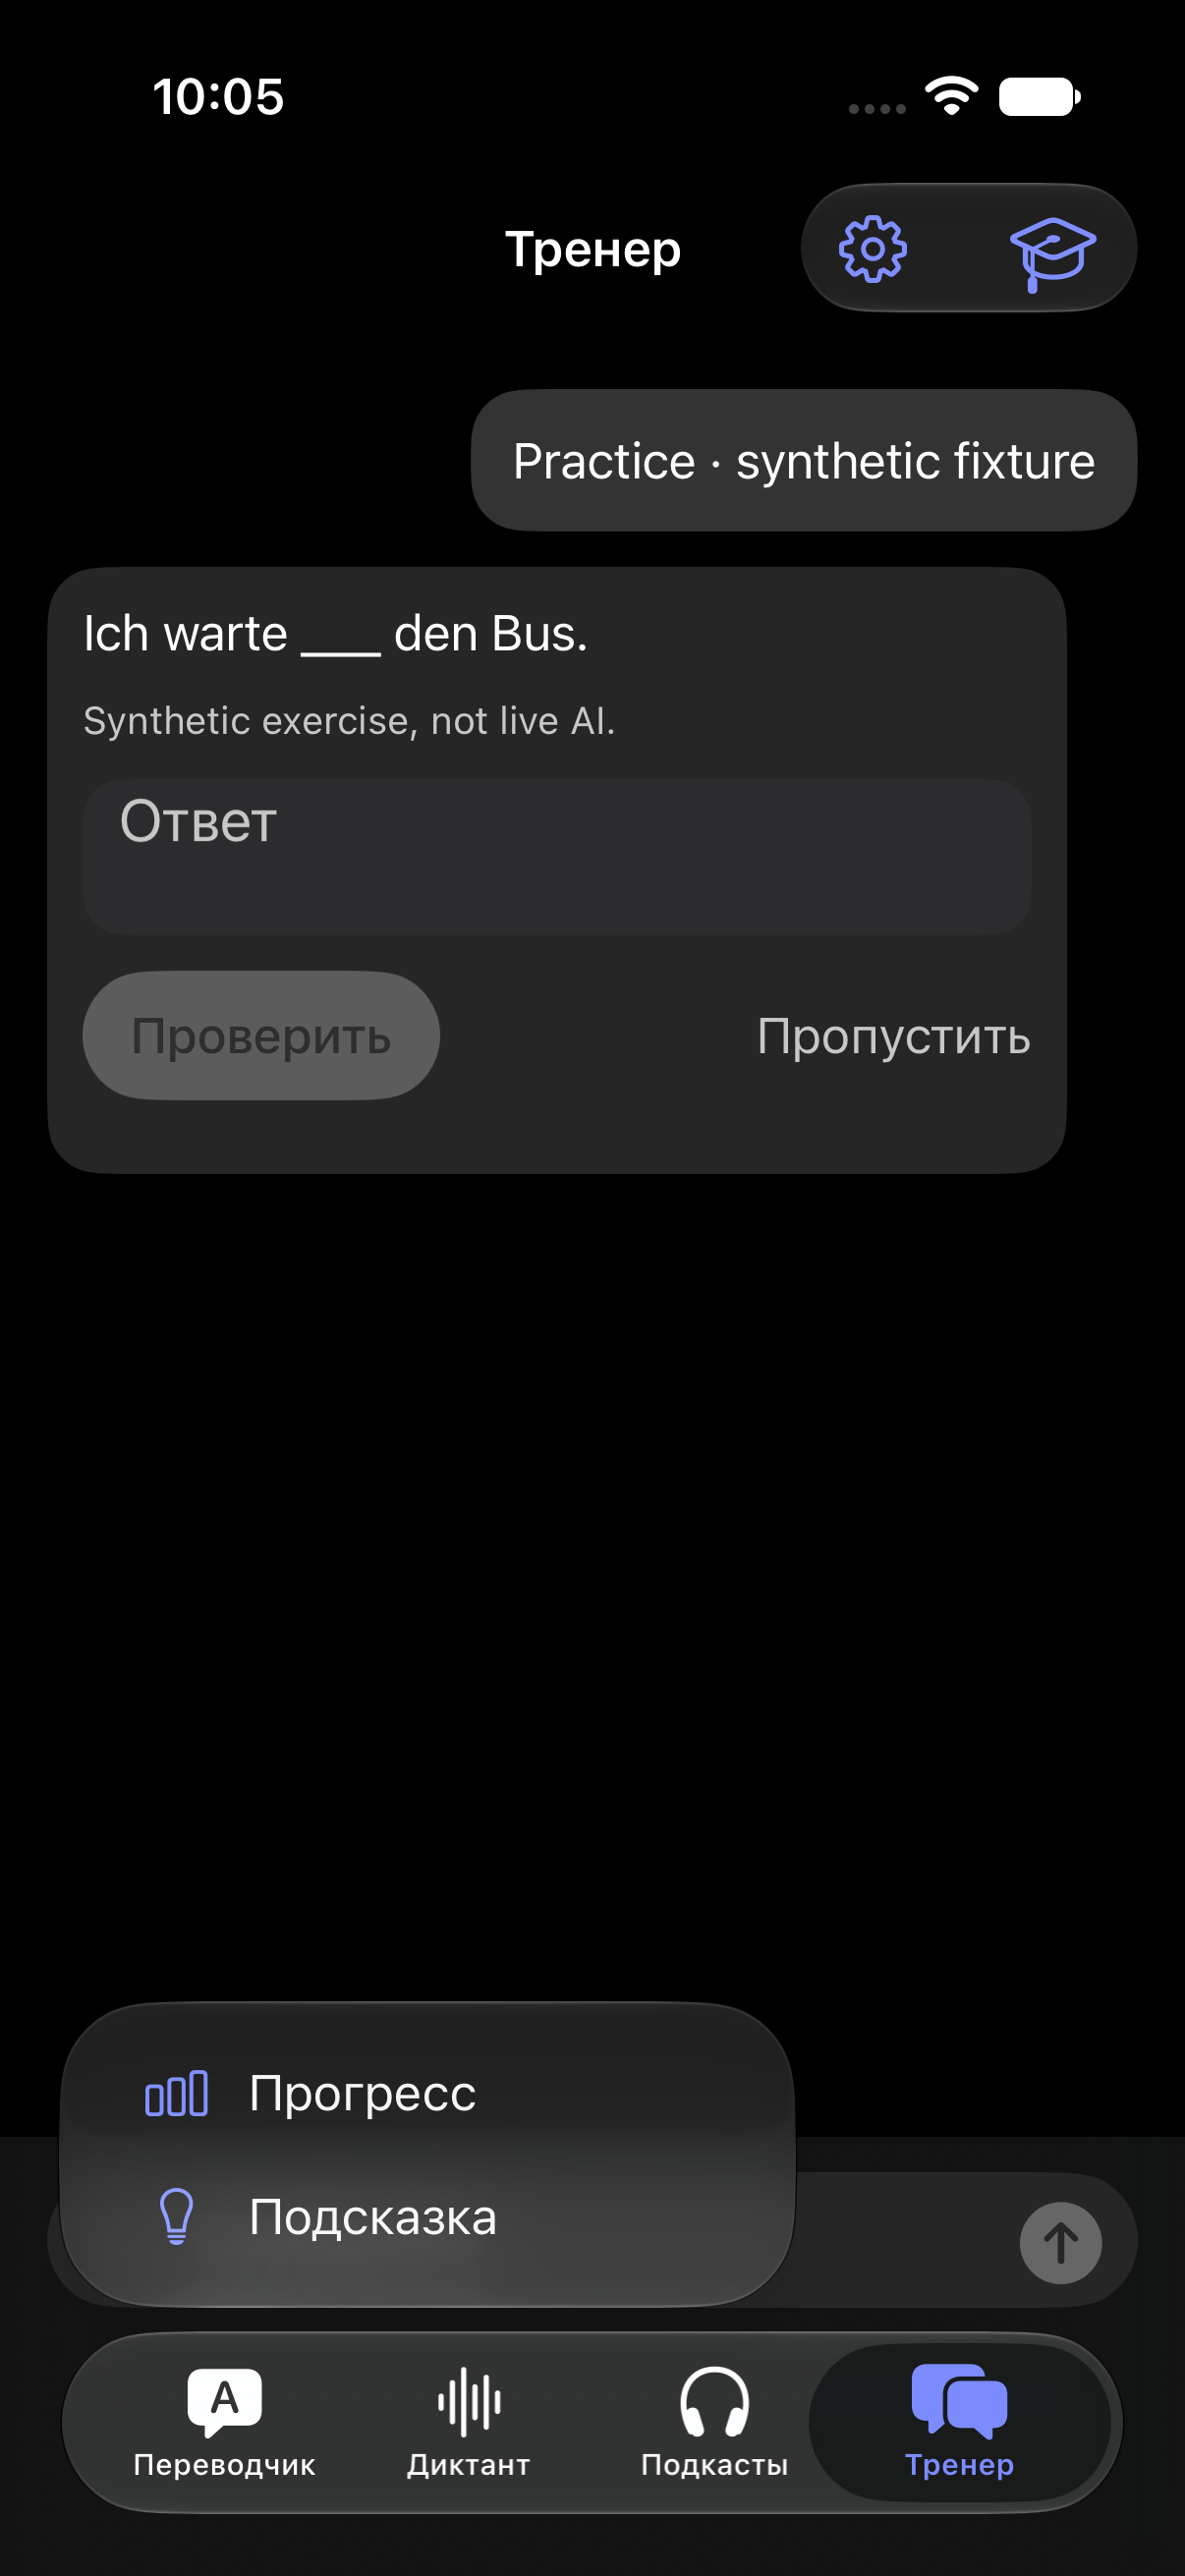 10:05
Тренер
Practice · synthetic fixture
Ich warte ___ den Bus.
Synthetic exercise, not live AI.
Ответ
Проверить
Пропустить
Прогресс
Подсказка
A
Переводчик
Диктант
Подкасты
Тренер